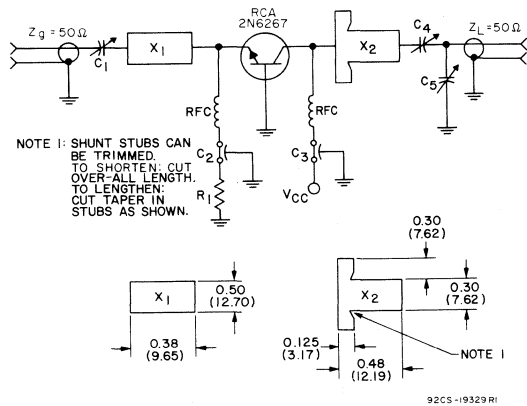 RCA
2N6267
Zg = 50Ω
C1
X1
X2
C4
ZL = 50Ω
C5
RFC
RFC
NOTE 1: SHUNT STUBS CAN
BE TRIMMED.
TO SHORTEN: CUT
OVER-ALL LENGTH.
TO LENGTHEN:
CUT TAPER IN
STUBS AS SHOWN.
C2
C3
R1
VCC
0.30
(7.62)
X1
0.50
(12.70)
X2
0.30
(7.62)
0.38
(9.65)
0.125
(3.17)
0.48
(12.19)
NOTE 1
92CS-19329 R1